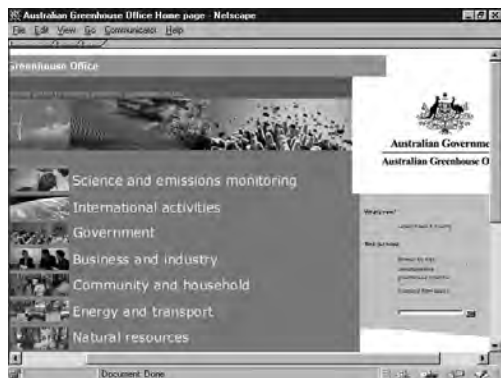 Australian Greenhouse Office Home page - Netscape
File Edit View Go Communicator Help
Greenhouse Office
Australian Governme
Australian Greenhouse O
Science and emissions monitoring
International activities
Government
Business and industry
Community and household
Energy and transport
Natural resources
What's new?
Document: Done